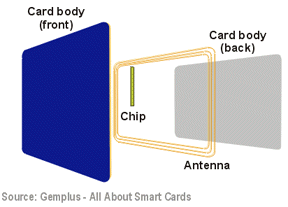 Card body
(front)
Card body
(back)
Chip
Antenna
Source: Gemplus - All About Smart Cards